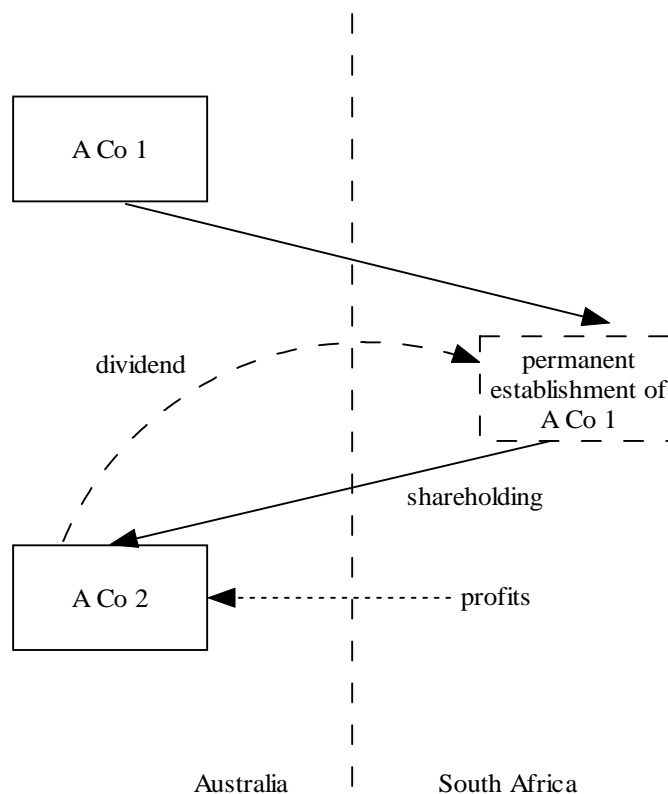 A Co 1
dividend
permanent
establishment of
A Co 1
shareholding
A Co 2
profits
Australia
South Africa